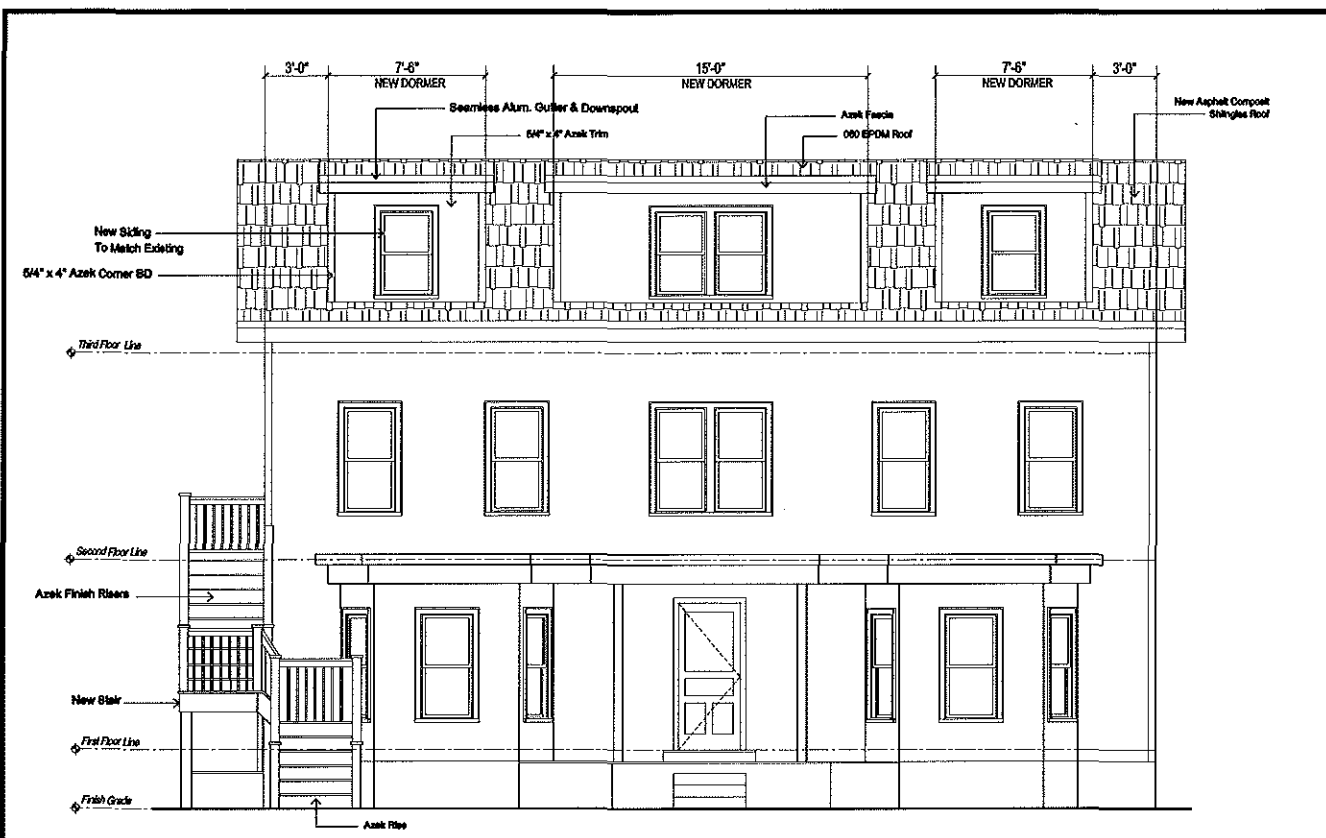 3'-0"
7'-6"
15'-0"
7'-6"
3'-0"
NEW DORMER
NEW DORMER
NEW DORMER
Seamless Alum. Gutter & Downspout
Azek Fascia
New Asphalt Composit
Shingles Roof
5/4" x 4" Azek Trim
060 EPDM Roof
New Siding
To Match Existing
5/4" x 4" Azek Corner BD
Third Floor Line
Second Floor Line
Azek Finish Risers
New Stair
First Floor Line
Finish Grade
Azek Rise